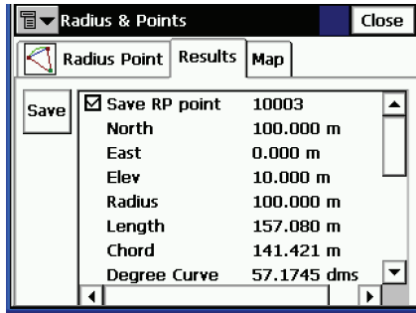 Radius & Points Close
Radius Point Results Map
Save
Save RP point 10003
North 100.000 m
East 0.000 m
Elev 10.000 m
Radius 100.000 m
Length 157.080 m
Chord 141.421 m
Degree Curve 57.1745 dms